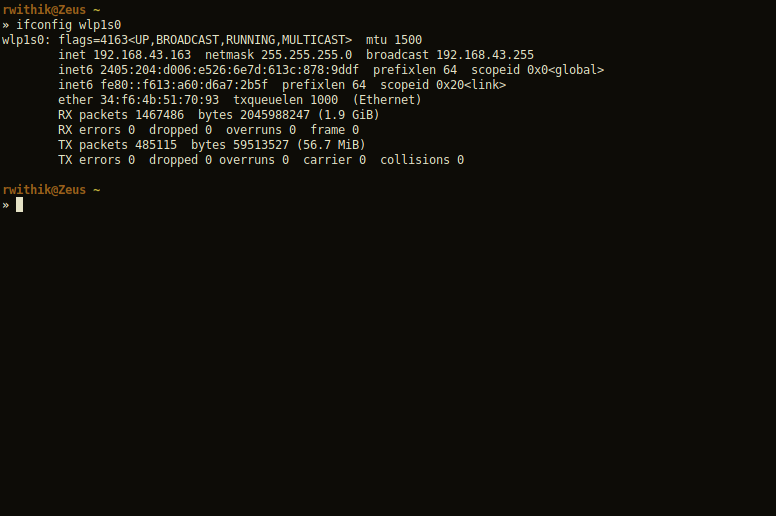 rwithik@Zeus ~
» ifconfig wlp1s0
wlp1s0: flags=4163<UP,BROADCAST,RUNNING,MULTICAST>  mtu 1500
        inet 192.168.43.163  netmask 255.255.255.0  broadcast 192.168.43.255
        inet6 2405:204:d006:e526:6e7d:613c:878:9ddf  prefixlen 64  scopeid 0x0<global>
        inet6 fe80::f613:a60:d6a7:2b5f  prefixlen 64  scopeid 0x20<link>
        ether 34:f6:4b:51:70:93  txqueuelen 1000  (Ethernet)
        RX packets 1467486  bytes 2045988247 (1.9 GiB)
        RX errors 0  dropped 0  overruns 0  frame 0
        TX packets 485115  bytes 59513527 (56.7 MiB)
        TX errors 0  dropped 0 overruns 0  carrier 0  collisions 0

rwithik@Zeus ~
»